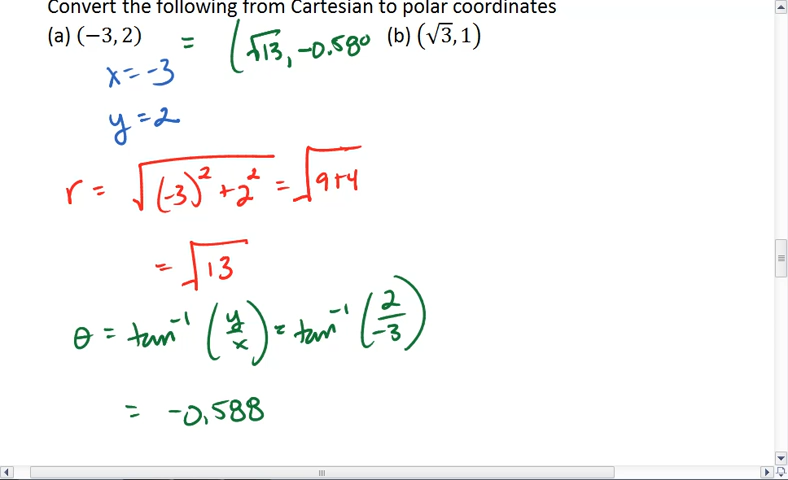 Convert the following from Cartesian to polar coordinates
(a) (−3, 2) = (√13, -0.580 (b) (√3, 1)
x = -3
y = 2
r = √((-3)² + 2²) = √(9+4)
= √13
θ = tan⁻¹(y/x) = tan⁻¹(2/-3)
= -0.588